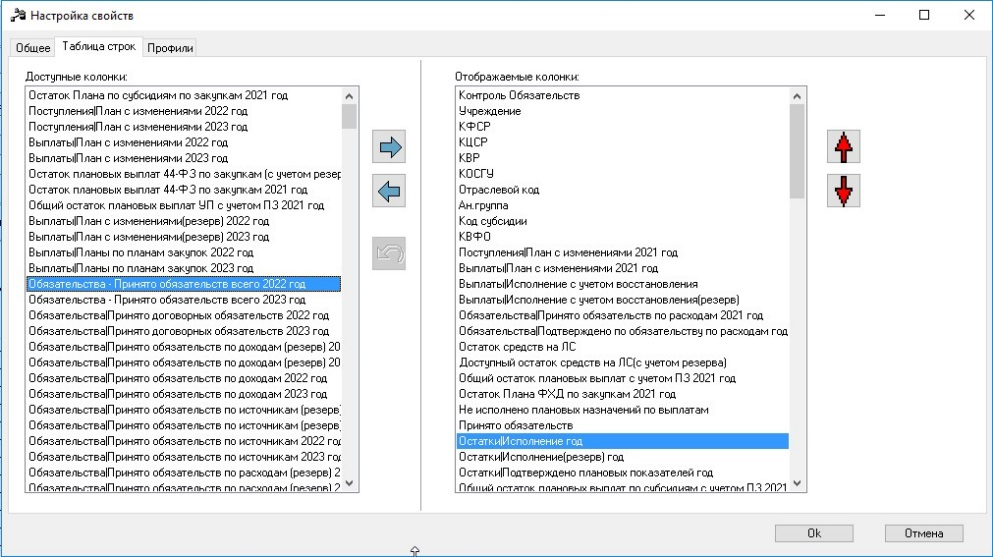 Настройка свойств
Общее
Таблица строк
Профили
Доступные колонки:
Остаток Плана по субсидиям по закупкам 2021 год
Поступления|План с изменениями 2022 год
Поступления|План с изменениями 2023 год
Выплаты|План с изменениями 2022 год
Выплаты|План с изменениями 2023 год
Остаток плановых выплат 44-ФЗ по закупкам (с учетом резер
Остаток плановых выплат 44-ФЗ по закупкам 2021 год
Общий остаток плановых выплат УП с учетом ПЗ 2021 год
Выплаты|План с изменениями(резерв) 2022 год
Выплаты|План с изменениями(резерв) 2023 год
Выплаты|Планы по планам закупок 2022 год
Выплаты|Планы по планам закупок 2023 год
Обязательства - Принято обязательств всего 2022 год
Обязательства - Принято обязательств всего 2023 год
Обязательства|Принято договорных обязательств 2022 год
Обязательства|Принято договорных обязательств 2023 год
Обязательства|Принято обязательств по доходам (резерв) 20
Обязательства|Принято обязательств по доходам (резерв) 20
Обязательства|Принято обязательств по доходам 2022 год
Обязательства|Принято обязательств по доходам 2023 год
Обязательства|Принято обязательств по источникам (резерв)
Обязательства|Принято обязательств по источникам (резерв)
Обязательства|Принято обязательств по источникам 2022 год
Обязательства|Принято обязательств по источникам 2023 год
Обязательства|Принято обязательств по расходам (резерв) 2
Обязательства|Принято обязательств по расходам (резерв) 2
Отображаемые колонки:
Контроль Обязательств
Учреждение
КФСР
КЦСР
КВР
КОСГУ
Отраслевой код
Ан.группа
Код субсидии
КВФО
Поступления|План с изменениями 2021 год
Выплаты|План с изменениями 2021 год
Выплаты|Исполнение с учетом восстановления
Выплаты|Исполнение с учетом восстановления(резерв)
Обязательства|Принято обязательств по расходам 2021 год
Обязательства|Подтверждено по обязательству по расходам год
Остаток средств на ЛС
Доступный остаток средств на ЛС(с учетом резерва)
Общий остаток плановых выплат с учетом ПЗ 2021 год
Остаток Плана ФХД по закупкам 2021 год
Не исполнено плановых назначений по выплатам
Принято обязательств
Остатки|Исполнение год
Остатки|Исполнение(резерв) год
Остатки|Подтверждено плановых показателей год
Общий остаток плановых выплат по субсидиям с учетом ПЗ 2021
Ok
Отмена